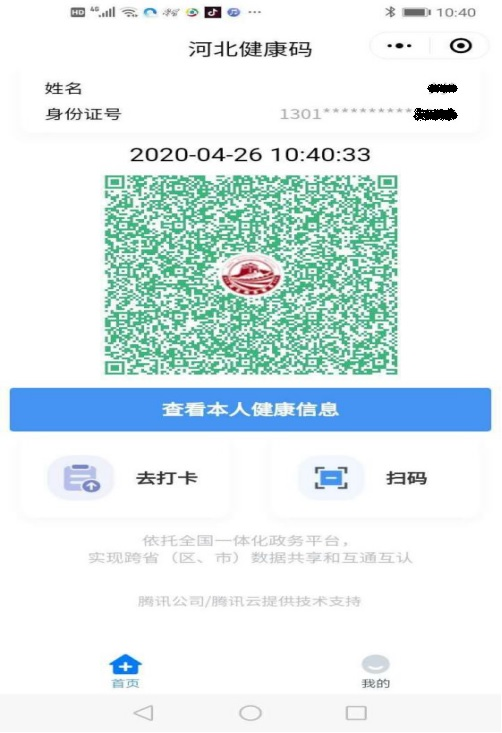 HD 4G 10:40
河北健康码
姓名
身份证号 1301**********
2020-04-26 10:40:33
查看本人健康信息
去打卡 扫码
依托全国一体化政务平台，
实现跨省（区、市）数据共享和互通互认
腾讯公司/腾讯云提供技术支持
首页 我的